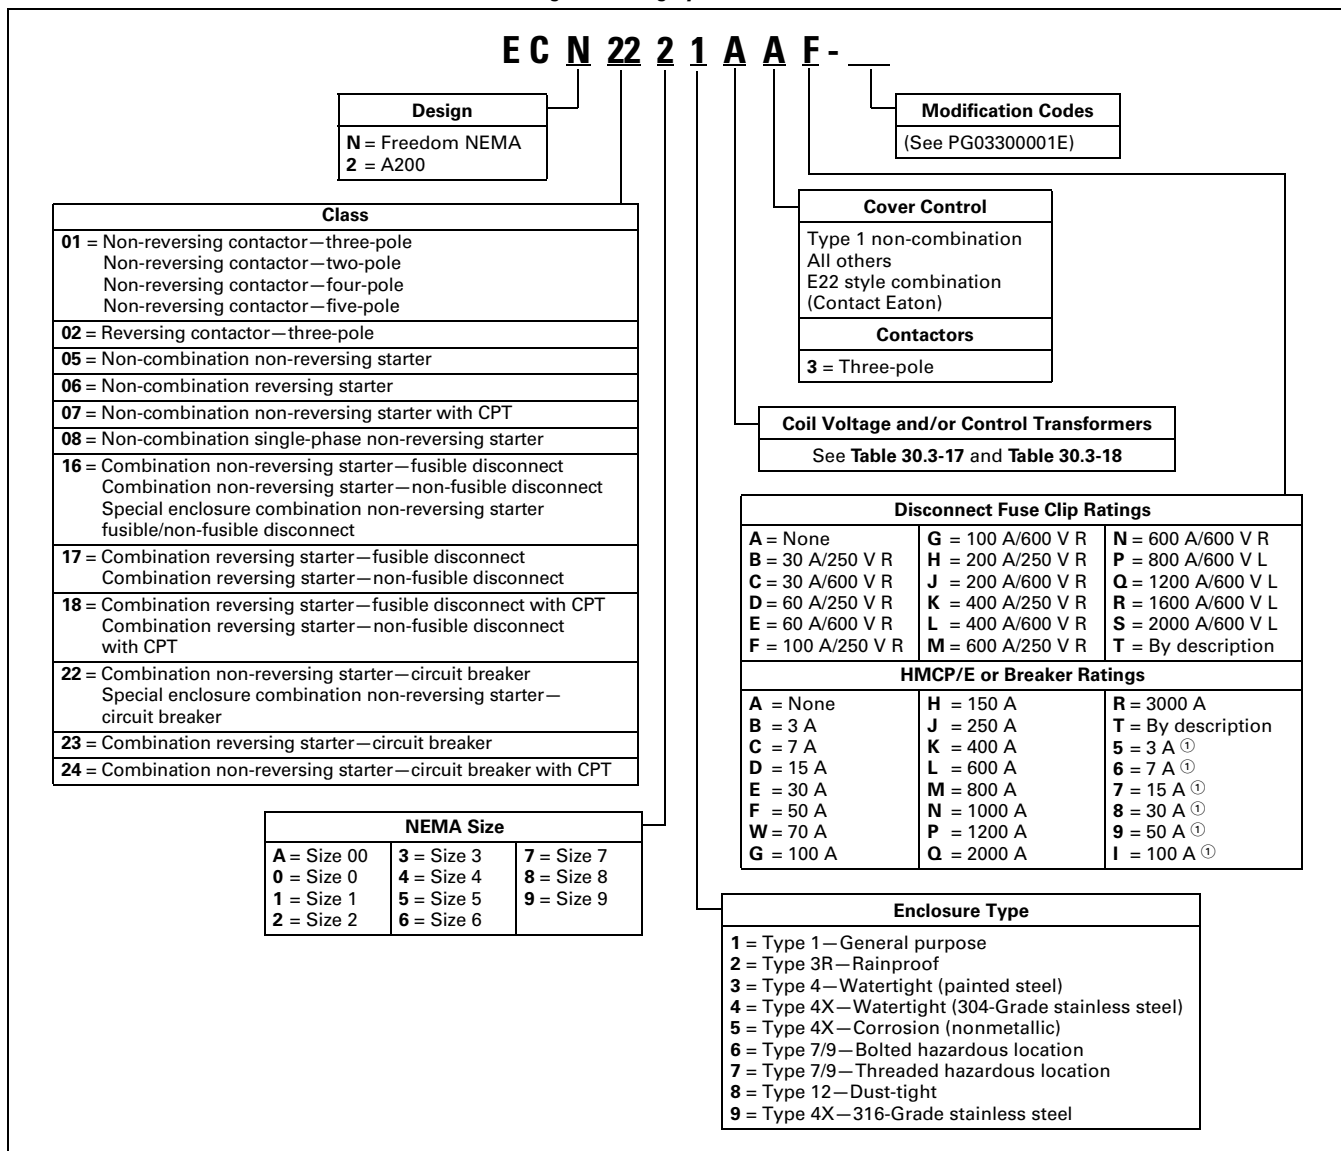 E C N 22 2 1 A A F - ___
Design
N = Freedom NEMA
2 = A200
Modification Codes
(See PG03300001E)
Class
01 = Non-reversing contactor—three-pole
Non-reversing contactor—two-pole
Non-reversing contactor—four-pole
Non-reversing contactor—five-pole
02 = Reversing contactor—three-pole
05 = Non-combination non-reversing starter
06 = Non-combination reversing starter
07 = Non-combination non-reversing starter with CPT
08 = Non-combination single-phase non-reversing starter
16 = Combination non-reversing starter—fusible disconnect
Combination non-reversing starter—non-fusible disconnect
Special enclosure combination non-reversing starter
fusible/non-fusible disconnect
17 = Combination reversing starter—fusible disconnect
Combination reversing starter—non-fusible disconnect
18 = Combination reversing starter—fusible disconnect with CPT
Combination reversing starter—non-fusible disconnect
with CPT
22 = Combination non-reversing starter—circuit breaker
Special enclosure combination non-reversing starter—
circuit breaker
23 = Combination reversing starter—circuit breaker
24 = Combination non-reversing starter—circuit breaker with CPT
Cover Control
Type 1 non-combination
All others
E22 style combination
(Contact Eaton)
Contactors
3 = Three-pole
Coil Voltage and/or Control Transformers
See Table 30.3-17 and Table 30.3-18
Disconnect Fuse Clip Ratings
A = None
B = 30 A/250 V R
C = 30 A/600 V R
D = 60 A/250 V R
E = 60 A/600 V R
F = 100 A/250 V R
G = 100 A/600 V R
H = 200 A/250 V R
J = 200 A/600 V R
K = 400 A/250 V R
L = 400 A/600 V R
M = 600 A/250 V R
N = 600 A/600 V R
P = 800 A/600 V L
Q = 1200 A/600 V L
R = 1600 A/600 V L
S = 2000 A/600 V L
T = By description
HMCP/E or Breaker Ratings
A = None
B = 3 A
C = 7 A
D = 15 A
E = 30 A
F = 50 A
W = 70 A
G = 100 A
H = 150 A
J = 250 A
K = 400 A
L = 600 A
M = 800 A
N = 1000 A
P = 1200 A
Q = 2000 A
R = 3000 A
T = By description
5 = 3 A ①
6 = 7 A ①
7 = 15 A ①
8 = 30 A ①
9 = 50 A ①
I = 100 A ①
NEMA Size
A = Size 00
0 = Size 0
1 = Size 1
2 = Size 2
3 = Size 3
4 = Size 4
5 = Size 5
6 = Size 6
7 = Size 7
8 = Size 8
9 = Size 9
Enclosure Type
1 = Type 1—General purpose
2 = Type 3R—Rainproof
3 = Type 4—Watertight (painted steel)
4 = Type 4X—Watertight (304-Grade stainless steel)
5 = Type 4X—Corrosion (nonmetallic)
6 = Type 7/9—Bolted hazardous location
7 = Type 7/9—Threaded hazardous location
8 = Type 12—Dust-tight
9 = Type 4X—316-Grade stainless steel